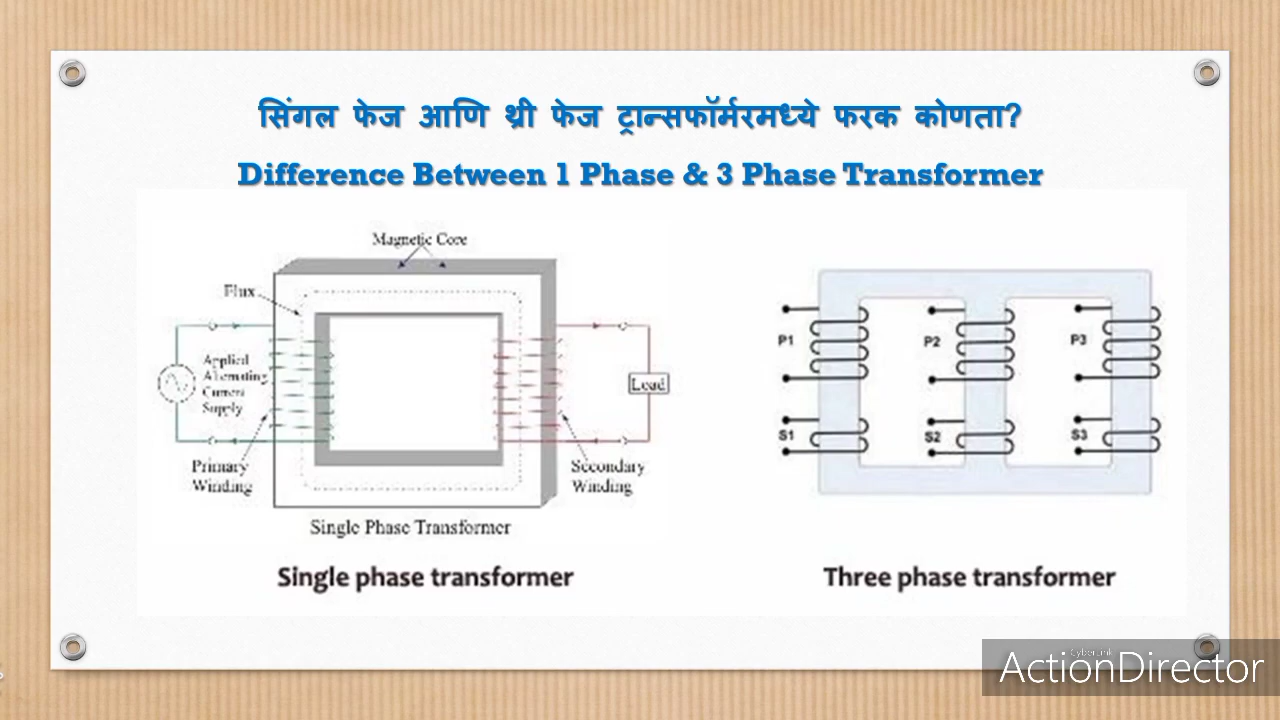 सिंगल फेज आणि थ्री फेज ट्रान्सफॉर्मरमध्ये फरक कोणता?
Difference Between 1 Phase & 3 Phase Transformer
Magnetic Core
Flux
Applied
Alternating
Current
Supply
Load
Primary
Winding
Secondary
Winding
Single Phase Transformer
Single phase transformer
P1
P2
P3
S1
S2
S3
Three phase transformer
CyberLink
ActionDirector